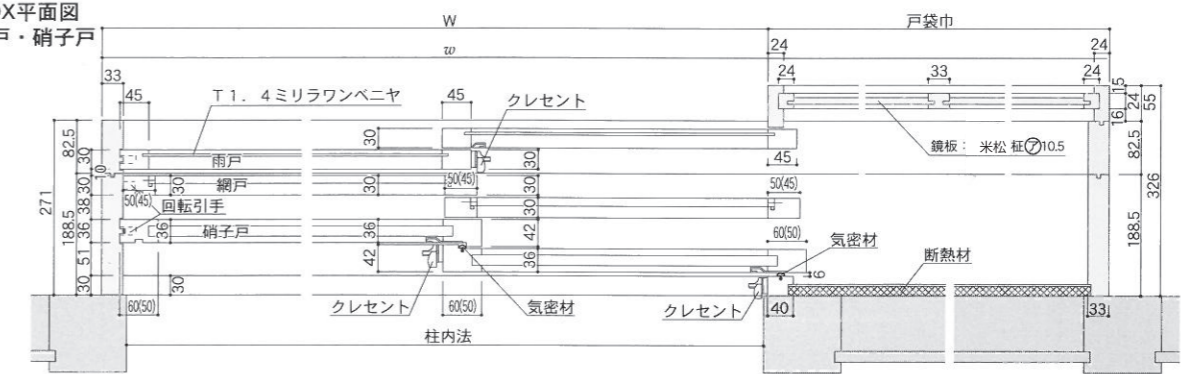 X平面図
戸・硝子戸
W
戸袋巾
w
24
24
33
24
33
24
45
T1．4ミリラワンベニヤ
45
クレセント
15
24
16
55
82.5
30
30
鏡板： 米松 柾㋐10.5
82.5
雨戸
30
45
10
271
30
網戸
30
30
50(45)
50(45)
326
50(45)
回転引手
38
30
188.5
36
硝子戸
36
36
42
60(50)
気密材
188.5
51
42
36
断熱材
6
30
30
60(50)
クレセント
60(50)
気密材
クレセント
40
33
柱内法